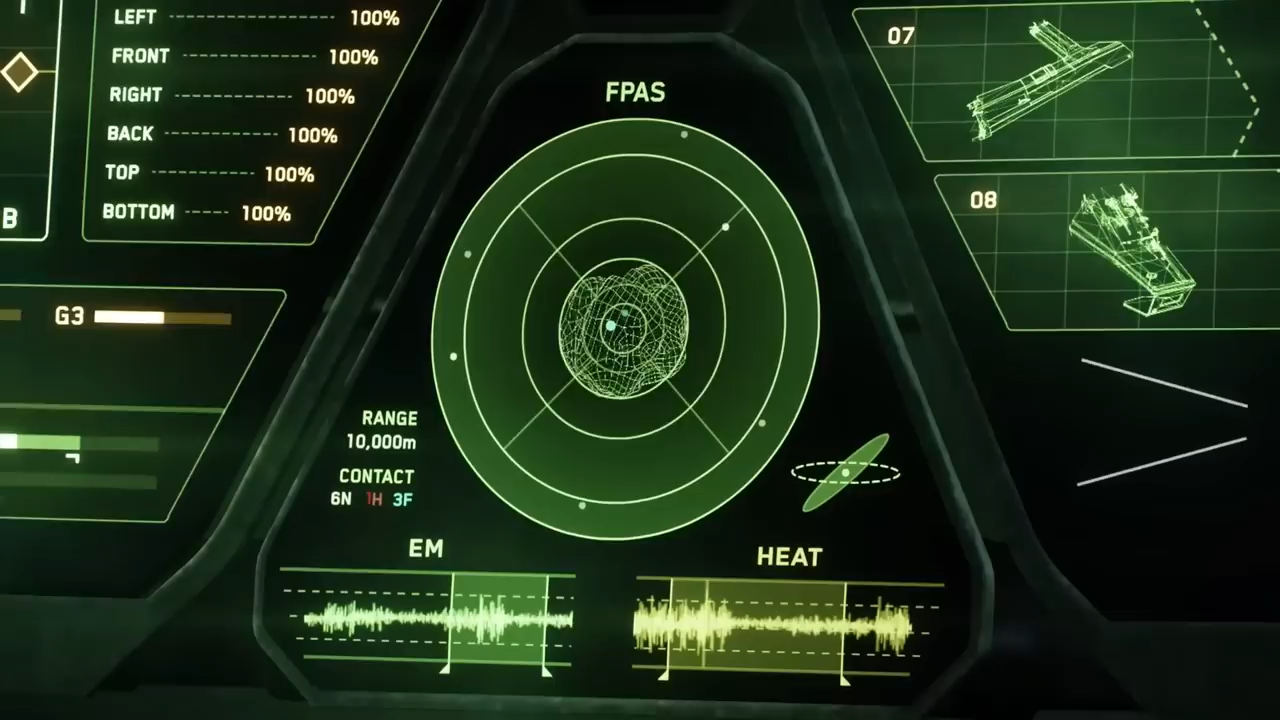 LEFT 100%
FRONT 100%
RIGHT 100%
BACK 100%
TOP 100%
BOTTOM 100%
B
G3
FPAS
RANGE
10,000m
CONTACT
6N 1H 3F
EM
HEAT
07
08